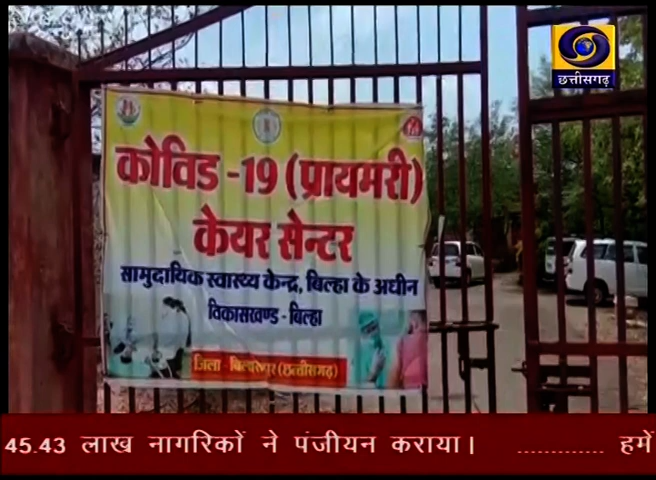 छत्तीसगढ़
कोविड -19 (प्रायमरी)
केयर सेन्टर
सामुदायिक स्वास्थ्य केन्द्र, बिल्हा के अधीन
विकासखण्ड - बिल्हा
जिला - बिलासपुर (छत्तीसगढ़)
45.43 लाख नागरिकों ने पंजीयन कराया। ............. हमें